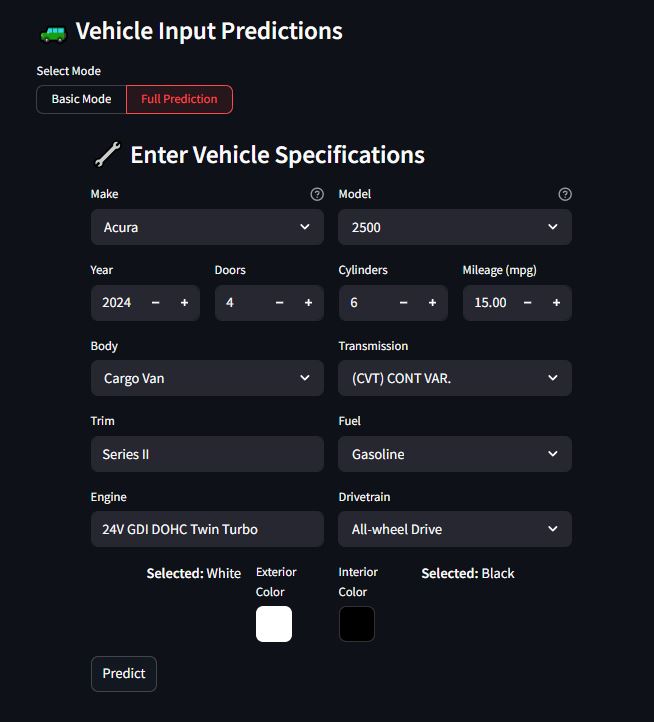 Vehicle Input Predictions
Select Mode
Basic Mode Full Prediction
Enter Vehicle Specifications
Make Model
Acura 2500
Year Doors Cylinders Mileage (mpg)
2024 − + 4 − + 6 − + 15.00 − +
Body Transmission
Cargo Van (CVT) CONT VAR.
Trim Fuel
Series II Gasoline
Engine Drivetrain
24V GDI DOHC Twin Turbo All-wheel Drive
Selected: White Exterior Interior Selected: Black
Color Color
Predict